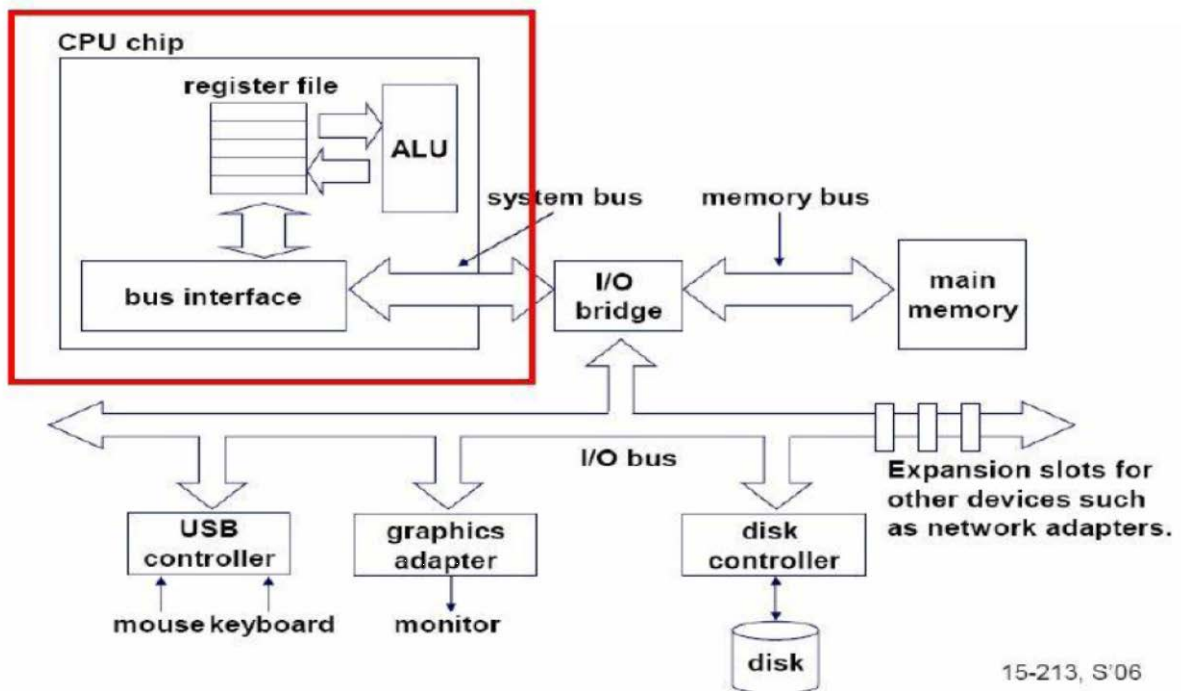 CPU chip
register file
ALU
system bus
memory bus
bus interface
I/O
bridge
main
memory
I/O bus
Expansion slots for
other devices such
as network adapters.
USB
controller
graphics
adapter
disk
controller
mouse keyboard
monitor
disk
15-213, S'06